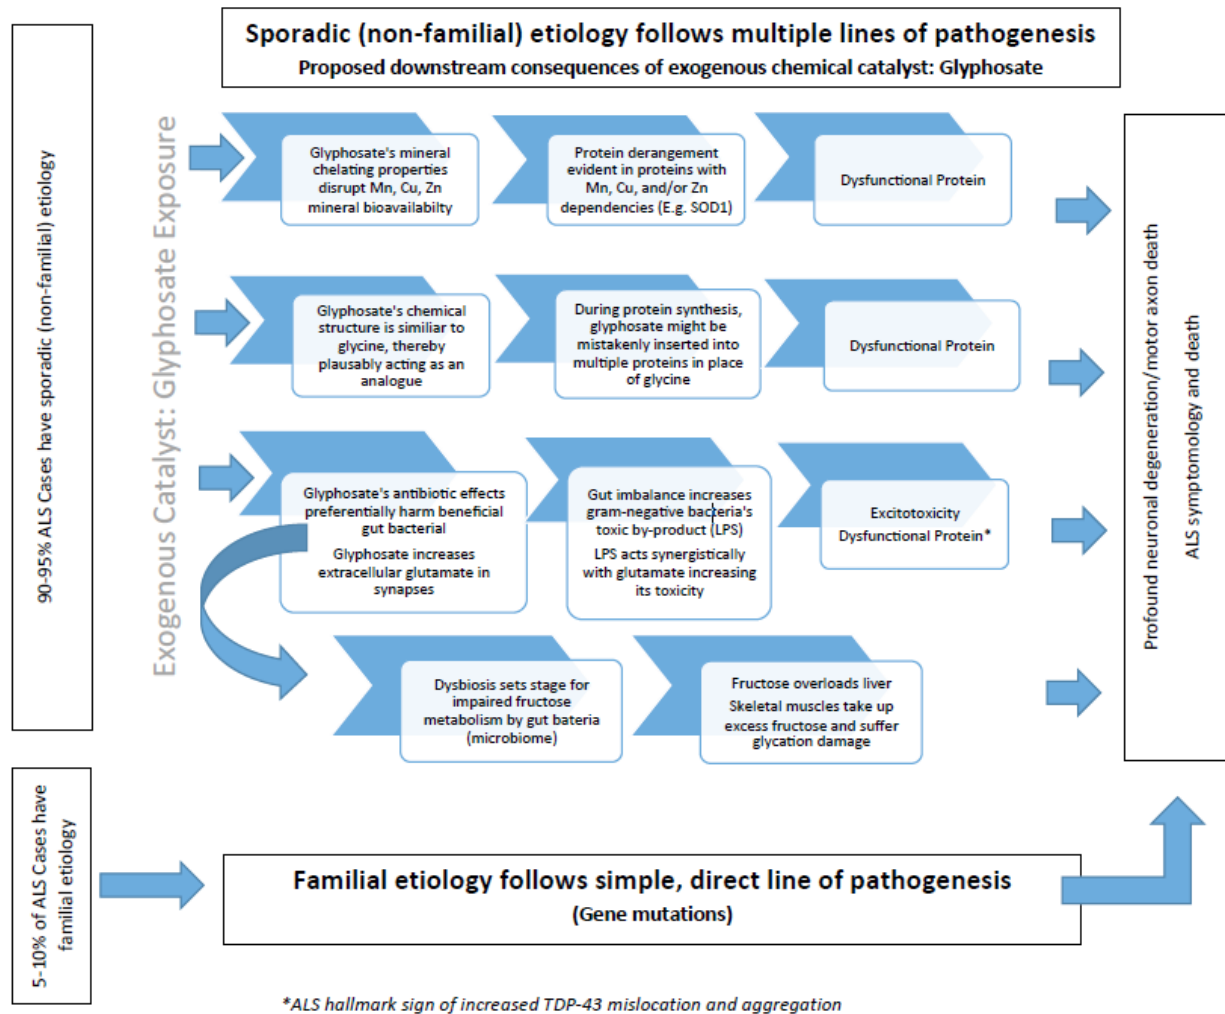 Sporadic (non-familial) etiology follows multiple lines of pathogenesis
Proposed downstream consequences of exogenous chemical catalyst: Glyphosate
90-95% ALS Cases have sporadic (non-familial) etiology
Exogenous Catalyst: Glyphosate Exposure
Glyphosate's mineral
chelating properties
disrupt Mn, Cu, Zn
mineral bioavailabilty
Protein derangement
evident in proteins with
Mn, Cu, and/or Zn
dependencies (E.g. SOD1)
Dysfunctional Protein
Glyphosate's chemical
structure is similiar to
glycine, thereby
plausably acting as an
analogue
During protein synthesis,
glyphosate might be
mistakenly inserted into
multiple proteins in place
of glycine
Dysfunctional Protein
Glyphosate's antibiotic effects
preferentially harm beneficial
gut bacterial
Glyphosate increases
extracellular glutamate in
synapses
Gut imbalance increases
gram-negative bacteria's
toxic by-product (LPS)
LPS acts synergistically
with glutamate increasing
its toxicity
Excitotoxicity
Dysfunctional Protein*
Dysbiosis sets stage for
impaired fructose
metabolism by gut bateria
(microbiome)
Fructose overloads liver
Skeletal muscles take up
excess fructose and suffer
glycation damage
Profound neuronal degeneration/motor axon death
ALS symptomology and death
5-10% of ALS Cases have
familial etiology
Familial etiology follows simple, direct line of pathogenesis
(Gene mutations)
*ALS hallmark sign of increased TDP-43 mislocation and aggregation